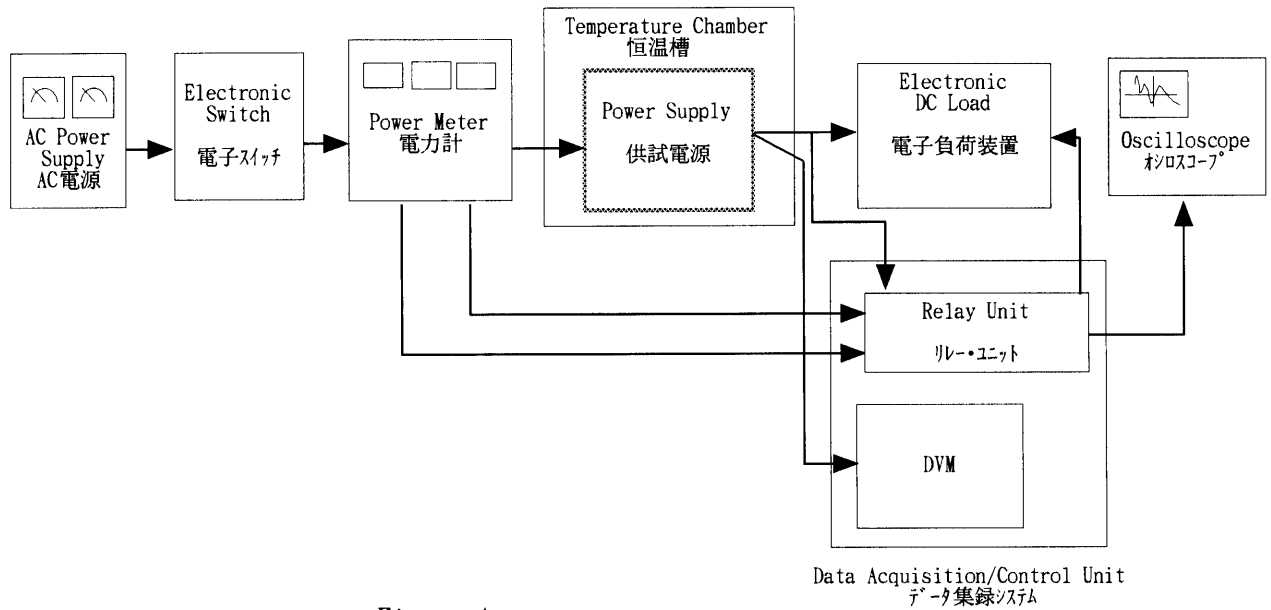 AC Power
Supply
AC電源
Electronic
Switch
電子ｽｲｯﾁ
Power Meter
電力計
Temperature Chamber
恒温槽
Power Supply
供試電源
Electronic
DC Load
電子負荷装置
Oscilloscope
ｵｼﾛｽｺｰﾌﾟ
Relay Unit
ﾘﾚｰ・ﾕﾆｯﾄ
DVM
Data Acquisition/Control Unit
ﾃﾞｰﾀ集録ｼｽﾃﾑ